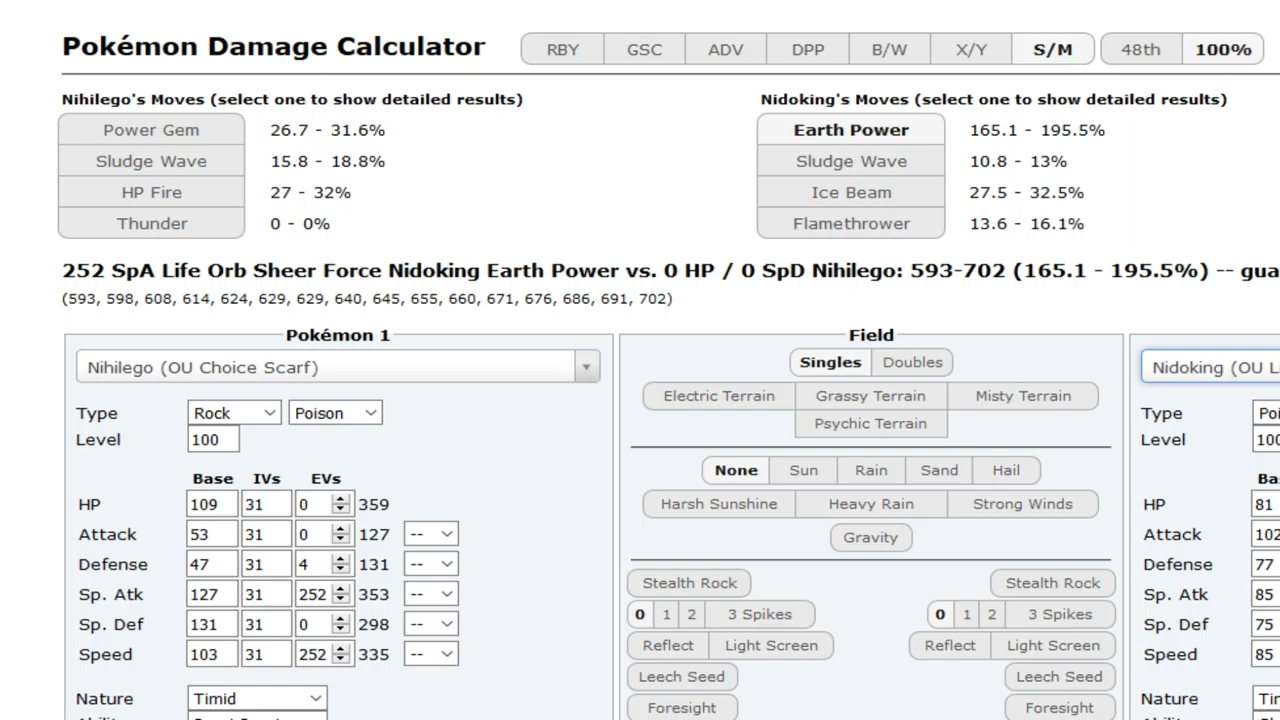 Pokémon Damage Calculator RBY GSC ADV DPP B/W X/Y S/M 48th 100%
Nihilego's Moves (select one to show detailed results) Nidoking's Moves (select one to show detailed results)
Power Gem 26.7 - 31.6% Earth Power 165.1 - 195.5%
Sludge Wave 15.8 - 18.8% Sludge Wave 10.8 - 13%
HP Fire 27 - 32% Ice Beam 27.5 - 32.5%
Thunder 0 - 0% Flamethrower 13.6 - 16.1%
252 SpA Life Orb Sheer Force Nidoking Earth Power vs. 0 HP / 0 SpD Nihilego: 593-702 (165.1 - 195.5%) -- gua
(593, 598, 608, 614, 624, 629, 629, 640, 645, 655, 660, 671, 676, 686, 691, 702)
Pokémon 1
Nihilego (OU Choice Scarf)
Type Rock Poison
Level 100
Base IVs EVs
HP 109 31 0 359
Attack 53 31 0 127 --
Defense 47 31 4 131 --
Sp. Atk 127 31 252 353 --
Sp. Def 131 31 0 298 --
Speed 103 31 252 335 --
Nature Timid
Field
Singles Doubles
Electric Terrain Grassy Terrain Misty Terrain
Psychic Terrain
None Sun Rain Sand Hail
Harsh Sunshine Heavy Rain Strong Winds
Gravity
Stealth Rock Stealth Rock
0 1 2 3 Spikes 0 1 2 3 Spikes
Reflect Light Screen Reflect Light Screen
Leech Seed Leech Seed
Foresight Foresight
Nidoking (OU Li
Type Poi
Level 100
Ba
HP 81
Attack 102
Defense 77
Sp. Atk 85
Sp. Def 75
Speed 85
Nature Tim